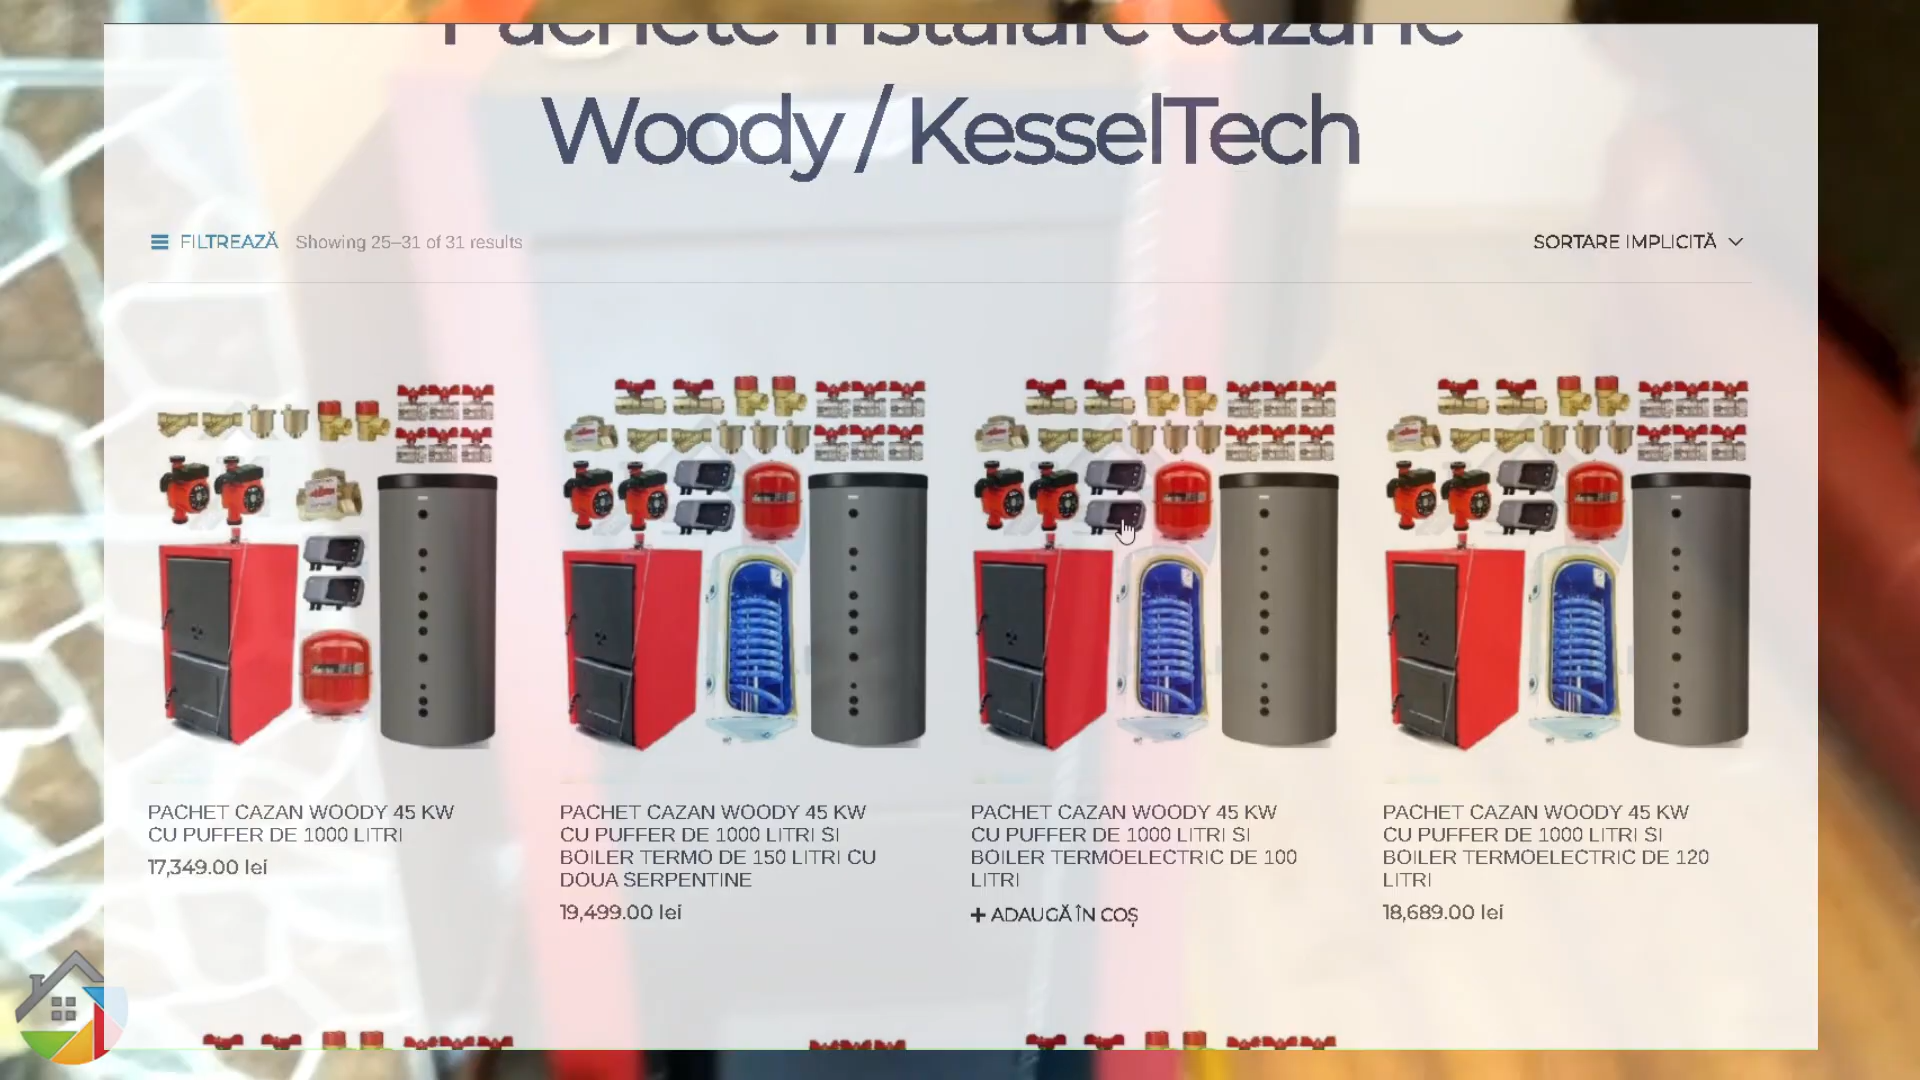 Pachete instalare cazane
Woody / KesselTech
FILTREAZĂ Showing 25–31 of 31 results
SORTARE IMPLICITĂ
PACHET CAZAN WOODY 45 KW
CU PUFFER DE 1000 LITRI
17,349.00 lei
PACHET CAZAN WOODY 45 KW
CU PUFFER DE 1000 LITRI SI
BOILER TERMO DE 150 LITRI CU
DOUA SERPENTINE
19,499.00 lei
PACHET CAZAN WOODY 45 KW
CU PUFFER DE 1000 LITRI SI
BOILER TERMOELECTRIC DE 100
LITRI
+ ADAUGĂ ÎN COȘ
PACHET CAZAN WOODY 45 KW
CU PUFFER DE 1000 LITRI SI
BOILER TERMOELECTRIC DE 120
LITRI
18,689.00 lei